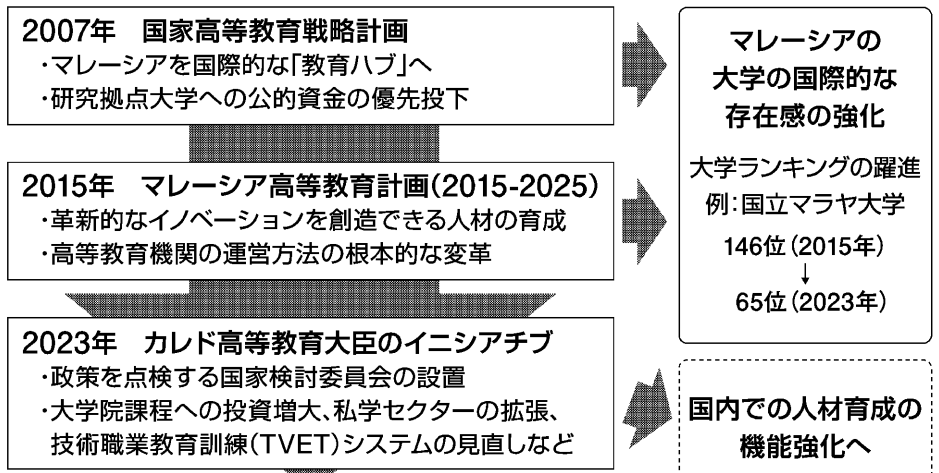 2007年 国家高等教育戦略計画
・マレーシアを国際的な「教育ハブ」へ
・研究拠点大学への公的資金の優先投下
2015年 マレーシア高等教育計画(2015-2025)
・革新的なイノベーションを創造できる人材の育成
・高等教育機関の運営方法の根本的な変革
2023年 カレド高等教育大臣のイニシアチブ
・政策を点検する国家検討委員会の設置
・大学院課程への投資増大、私学セクターの拡張、
技術職業教育訓練(TVET)システムの見直しなど
マレーシアの
大学の国際的な
存在感の強化
大学ランキングの躍進
例:国立マラヤ大学
146位(2015年)
↓
65位(2023年)
国内での人材育成の
機能強化へ